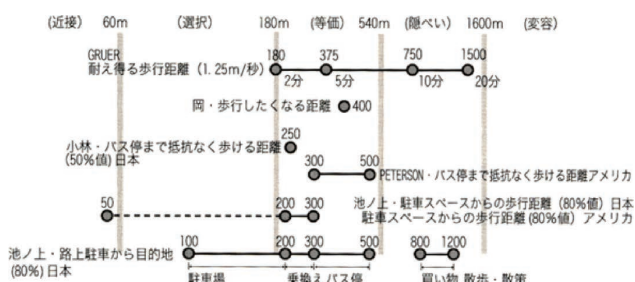 (近接) 60m (選択) 180m (等価) 540m (隠ぺい) 1600m (変容)
GRUER 180 375 750 1500
耐え得る歩行距離 (1.25m/秒)
2分 5分 10分 20分
岡・歩行したくなる距離 400
250
小林・バス停まで抵抗なく歩ける距離
(50%値) 日本
300 500
PETERSON・バス停まで抵抗なく歩ける距離アメリカ
50 200 300
池ノ上・駐車スペースからの歩行距離 (80%値) 日本
駐車スペースからの歩行距離 (80%値) アメリカ
100 200 300 500 800 1200
池ノ上・路上駐車から目的地
(80%) 日本
駐車場 乗換え バス停 買い物 散歩・散策